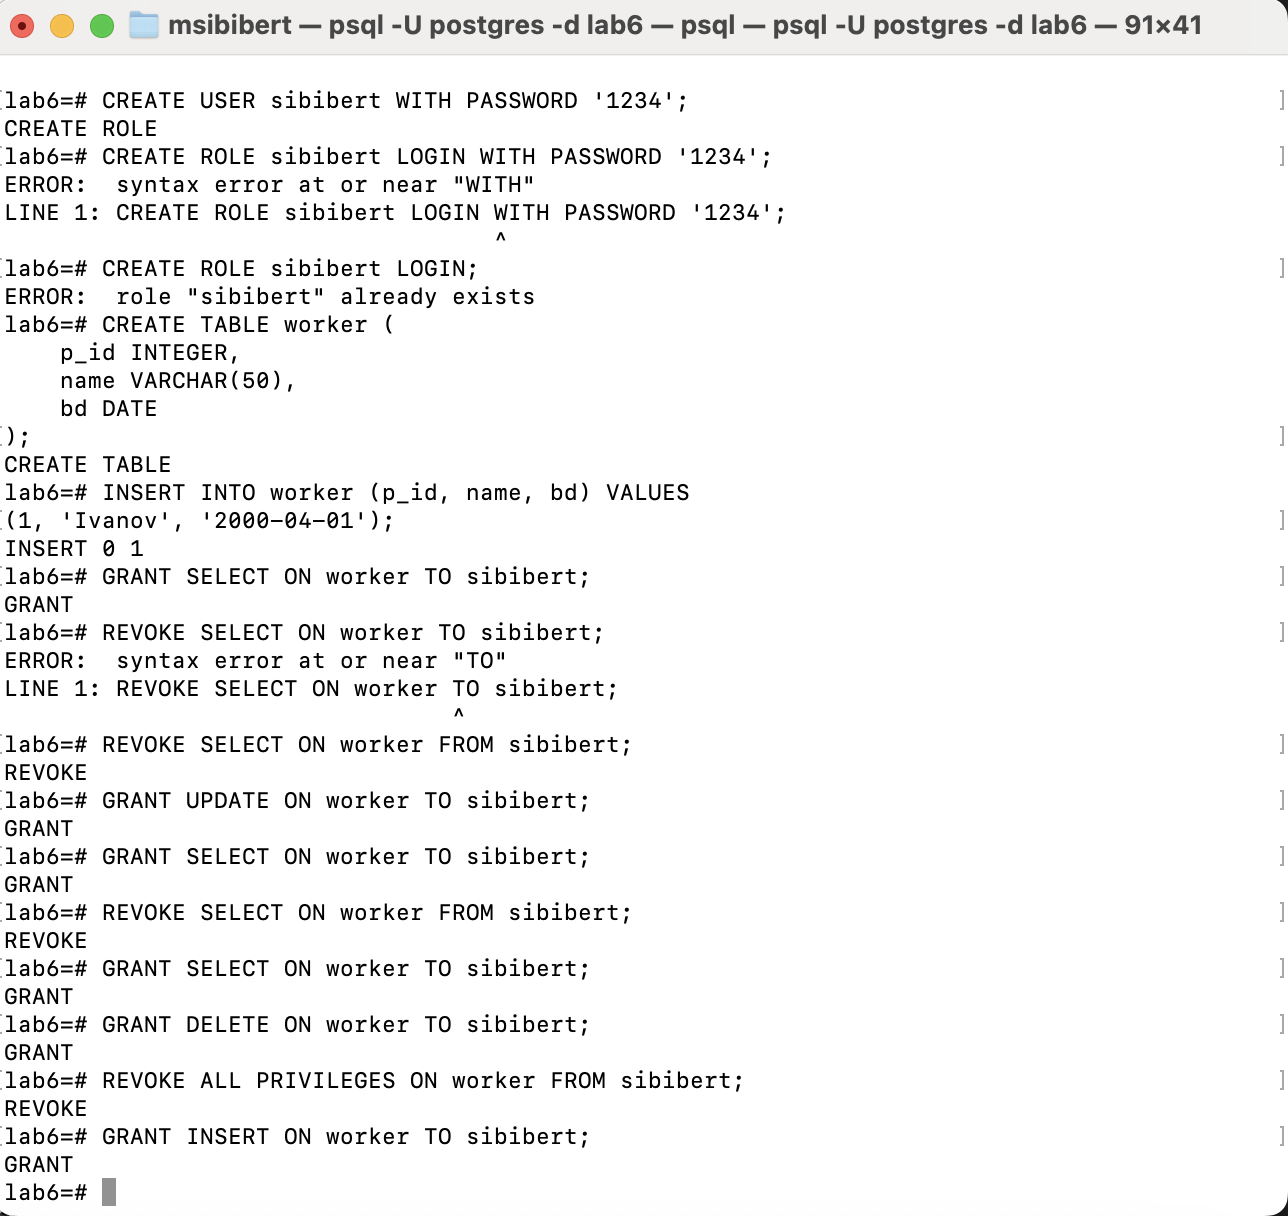 msibibert — psql -U postgres -d lab6 — psql — psql -U postgres -d lab6 — 91×41
[lab6=# CREATE USER sibibert WITH PASSWORD '1234'; ]
CREATE ROLE
[lab6=# CREATE ROLE sibibert LOGIN WITH PASSWORD '1234'; ]
ERROR:  syntax error at or near "WITH"
LINE 1: CREATE ROLE sibibert LOGIN WITH PASSWORD '1234';
                                   ^
[lab6=# CREATE ROLE sibibert LOGIN; ]
ERROR:  role "sibibert" already exists
lab6=# CREATE TABLE worker (
    p_id INTEGER,
    name VARCHAR(50),
    bd DATE
[); ]
CREATE TABLE
lab6=# INSERT INTO worker (p_id, name, bd) VALUES
[(1, 'Ivanov', '2000-04-01'); ]
INSERT 0 1
[lab6=# GRANT SELECT ON worker TO sibibert; ]
GRANT
[lab6=# REVOKE SELECT ON worker TO sibibert; ]
ERROR:  syntax error at or near "TO"
LINE 1: REVOKE SELECT ON worker TO sibibert;
                                ^
[lab6=# REVOKE SELECT ON worker FROM sibibert; ]
REVOKE
[lab6=# GRANT UPDATE ON worker TO sibibert; ]
GRANT
[lab6=# GRANT SELECT ON worker TO sibibert; ]
GRANT
[lab6=# REVOKE SELECT ON worker FROM sibibert; ]
REVOKE
[lab6=# GRANT SELECT ON worker TO sibibert; ]
GRANT
[lab6=# GRANT DELETE ON worker TO sibibert; ]
GRANT
[lab6=# REVOKE ALL PRIVILEGES ON worker FROM sibibert; ]
REVOKE
[lab6=# GRANT INSERT ON worker TO sibibert; ]
GRANT
lab6=#